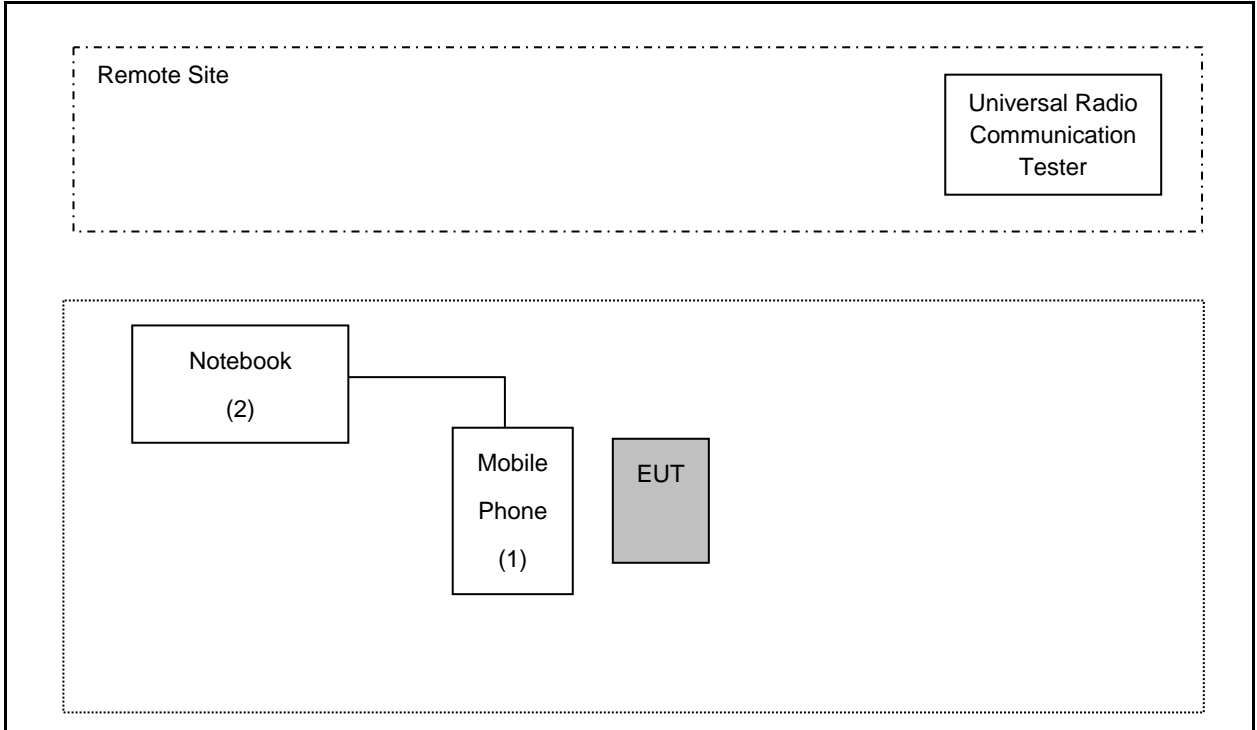 Remote Site
Universal Radio
Communication
Tester
Notebook
(2)
Mobile
Phone
(1)
EUT